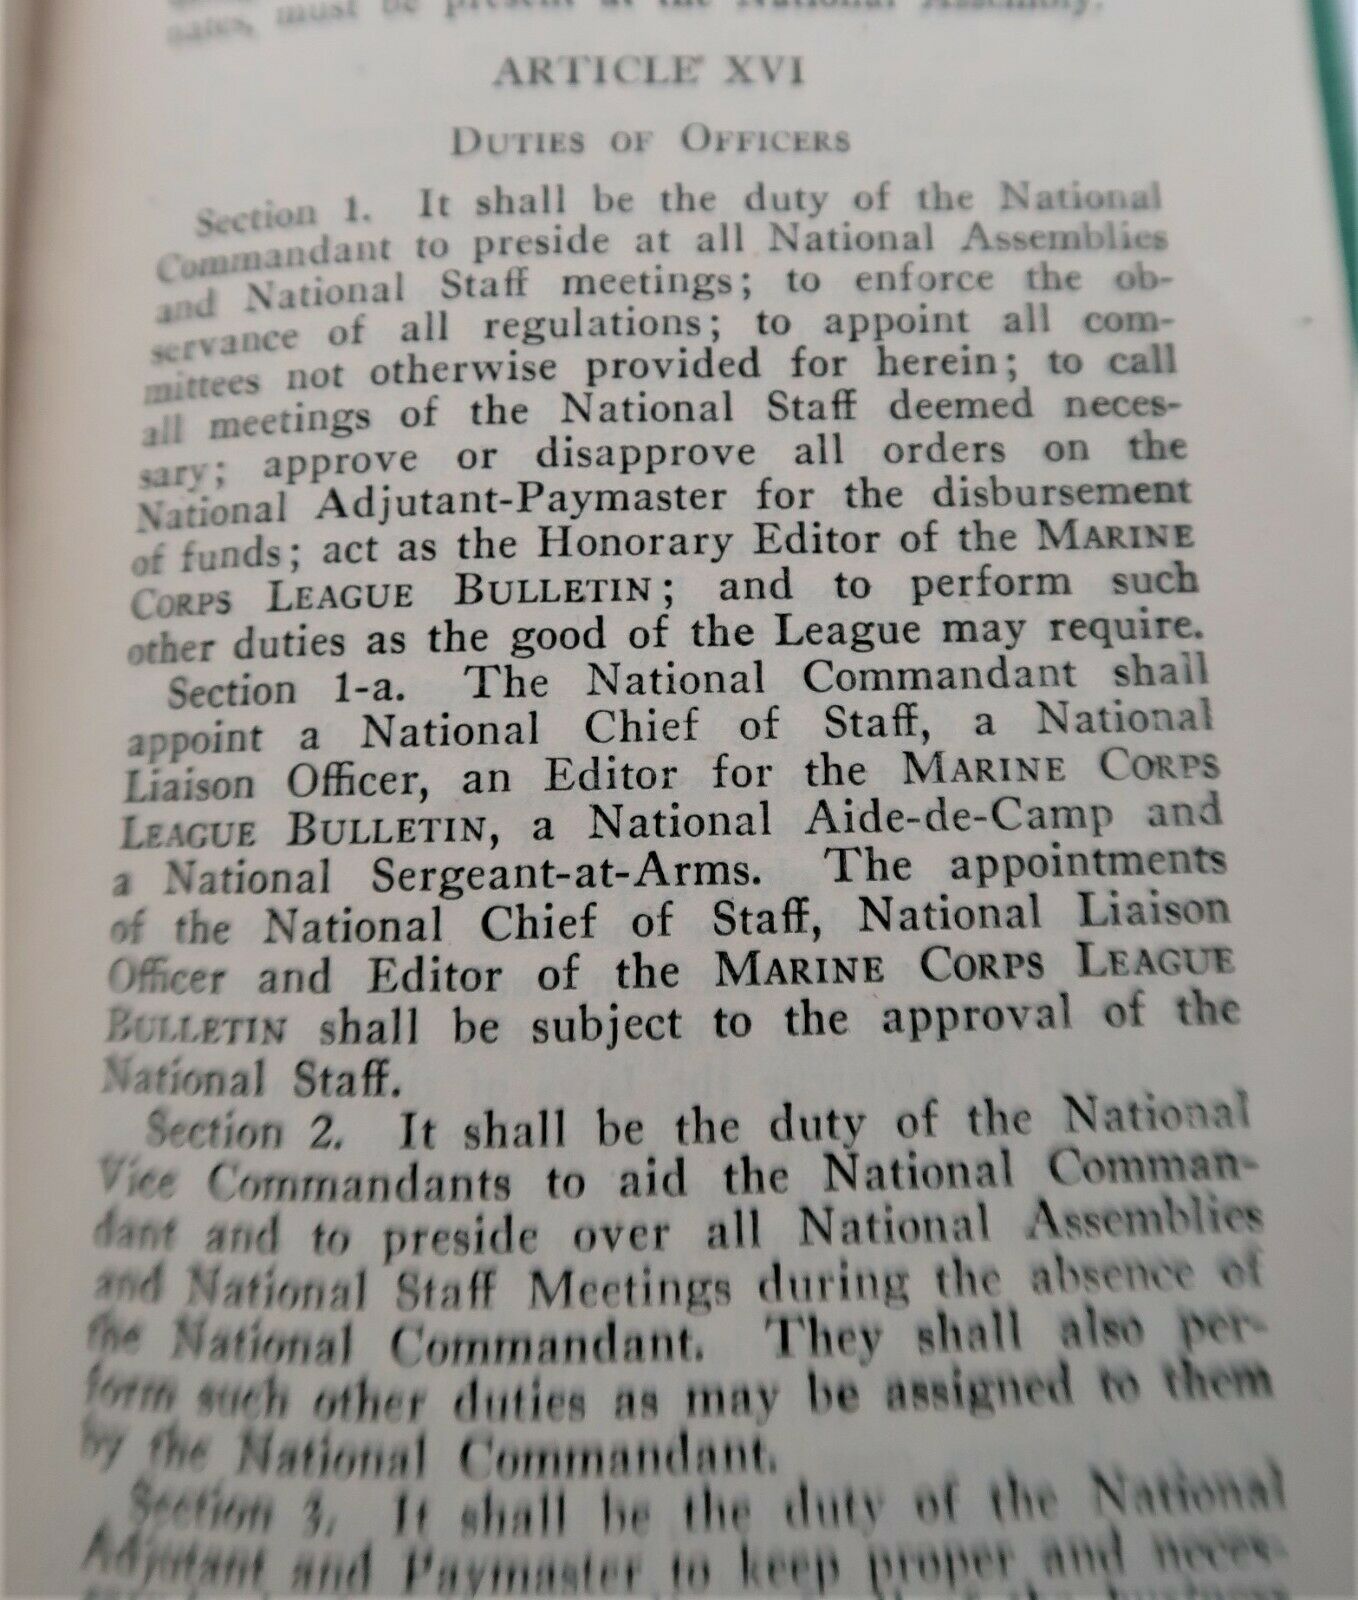 nates, must be present at the National Assembly.
ARTICLE XVI
DUTIES OF OFFICERS
Section 1. It shall be the duty of the National
Commandant to preside at all National Assemblies
and National Staff meetings; to enforce the ob-
servance of all regulations; to appoint all com-
mittees not otherwise provided for herein; to call
all meetings of the National Staff deemed neces-
sary; approve or disapprove all orders on the
National Adjutant-Paymaster for the disbursement
of funds; act as the Honorary Editor of the MARINE
CORPS LEAGUE BULLETIN; and to perform such
other duties as the good of the League may require.
Section 1-a. The National Commandant shall
appoint a National Chief of Staff, a National
Liaison Officer, an Editor for the MARINE CORPS
LEAGUE BULLETIN, a National Aide-de-Camp and
a National Sergeant-at-Arms. The appointments
of the National Chief of Staff, National Liaison
Officer and Editor of the MARINE CORPS LEAGUE
BULLETIN shall be subject to the approval of the
National Staff.
Section 2. It shall be the duty of the National
Vice Commandants to aid the National Comman-
dant and to preside over all National Assemblies
and National Staff Meetings during the absence of
the National Commandant. They shall also per-
form such other duties as may be assigned to them
by the National Commandant.
Section 3. It shall be the duty of the National
Adjutant and Paymaster to keep proper and neces-
the business